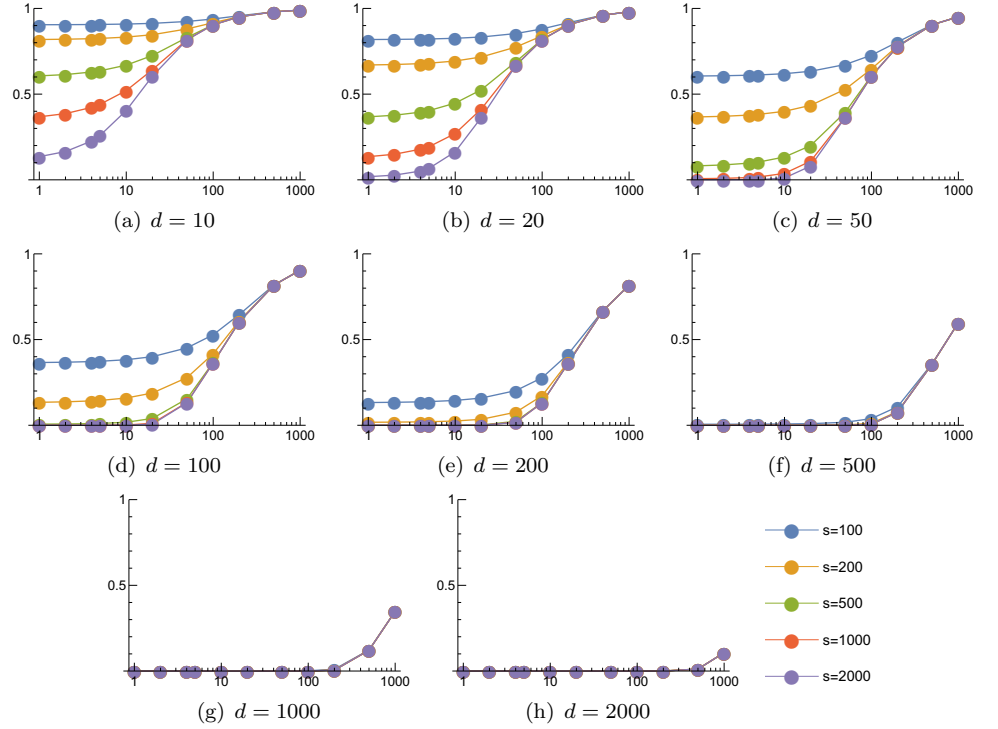 1
0.5
1 10 100 1000
(a) d = 10
1
0.5
1 10 100 1000
(b) d = 20
1
0.5
1 10 100 1000
(c) d = 50
1
0.5
1 10 100 1000
(d) d = 100
1
0.5
1 10 100 1000
(e) d = 200
1
0.5
1 10 100 1000
(f) d = 500
1
0.5
1 10 100 1000
(g) d = 1000
1
0.5
1 10 100 1000
(h) d = 2000
s=100
s=200
s=500
s=1000
s=2000